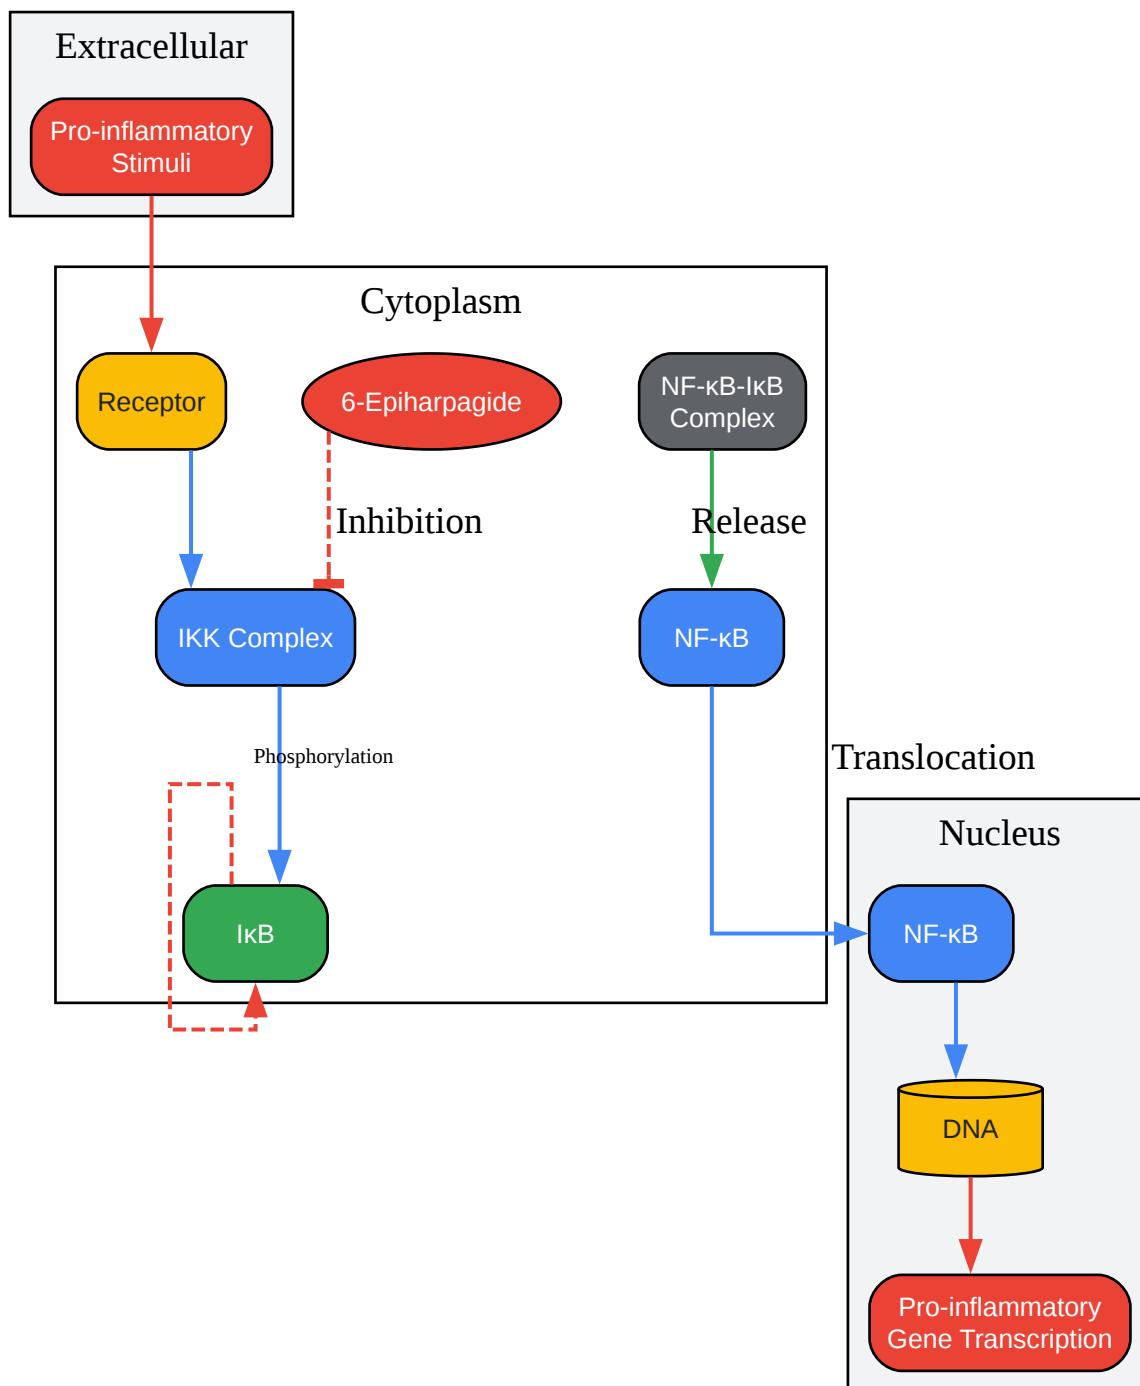 Extracellular
Pro-inflammatory
Stimuli
Cytoplasm
Receptor
6-Epiharpagide
NF-κB-IκB
Complex
Inhibition
Release
IKK Complex
NF-κB
Phosphorylation
Translocation
Nucleus
IκB
NF-κB
DNA
Pro-inflammatory
Gene Transcription